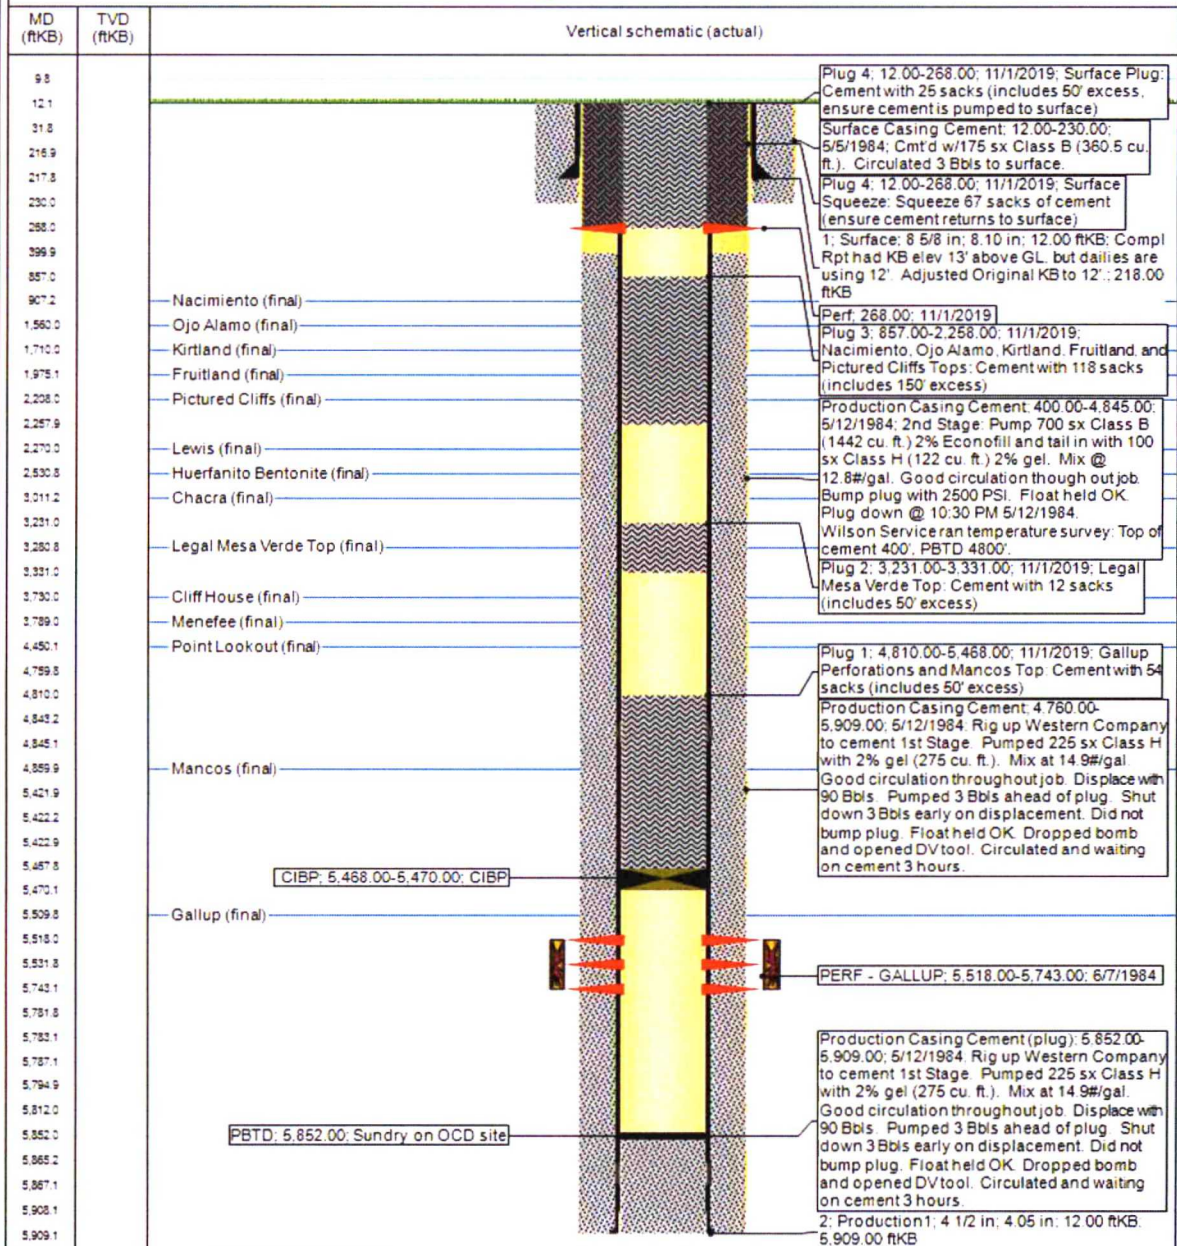 MD
(ftKB)
TVD
(ftKB)
Vertical schematic (actual)
9.8
12.1
31.8
216.9
217.8
230.0
268.0
399.9
857.0
907.2
1,560.0
1,710.0
1,975.1
2,208.0
2,257.9
2,270.0
2,530.8
3,011.2
3,231.0
3,280.8
3,331.0
3,730.0
3,789.0
4,450.1
4,759.8
4,810.0
4,843.2
4,845.1
4,859.9
5,421.9
5,422.2
5,422.9
5,467.8
5,470.1
5,509.8
5,518.0
5,531.8
5,743.1
5,781.8
5,783.1
5,787.1
5,794.9
5,812.0
5,852.0
5,865.2
5,867.1
5,908.1
5,909.1
Nacimiento (final)
Ojo Alamo (final)
Kirtland (final)
Fruitland (final)
Pictured Cliffs (final)
Lewis (final)
Huerfanito Bentonite (final)
Chacra (final)
Legal Mesa Verde Top (final)
Cliff House (final)
Menefee (final)
Point Lookout (final)
Mancos (final)
CIBP; 5,468.00-5,470.00; CIBP
Gallup (final)
PBTD; 5,852.00; Sundry on OCD site
Plug 4; 12.00-268.00; 11/1/2019; Surface Plug:
Cement with 25 sacks (includes 50' excess,
ensure cement is pumped to surface)
Surface Casing Cement; 12.00-230.00;
5/5/1984; Cmt'd w/175 sx Class B (360.5 cu.
ft.). Circulated 3 Bbls to surface.
Plug 4; 12.00-268.00; 11/1/2019; Surface
Squeeze: Squeeze 67 sacks of cement
(ensure cement returns to surface)
1; Surface; 8 5/8 in; 8.10 in; 12.00 ftKB; Compl
Rpt had KB elev 13' above GL, but dailies are
using 12'. Adjusted Original KB to 12'.; 218.00
ftKB
Perf; 268.00; 11/1/2019
Plug 3; 857.00-2,258.00; 11/1/2019;
Nacimiento, Ojo Alamo, Kirtland, Fruitland, and
Pictured Cliffs Tops: Cement with 118 sacks
(includes 150' excess)
Production Casing Cement; 400.00-4,845.00;
5/12/1984; 2nd Stage: Pump 700 sx Class B
(1442 cu. ft.) 2% Econofill and tail in with 100
sx Class H (122 cu. ft.) 2% gel. Mix @
12.8#/gal. Good circulation though out job.
Bump plug with 2500 PSI. Float held OK.
Plug down @ 10:30 PM 5/12/1984.
Wilson Service ran temperature survey: Top of
cement 400', PBTD 4800'.
Plug 2; 3,231.00-3,331.00; 11/1/2019; Legal
Mesa Verde Top: Cement with 12 sacks
(includes 50' excess)
Plug 1; 4,810.00-5,468.00; 11/1/2019; Gallup
Perforations and Mancos Top: Cement with 54
sacks (includes 50' excess)
Production Casing Cement; 4,760.00-
5,909.00; 5/12/1984; Rig up Western Company
to cement 1st Stage. Pumped 225 sx Class H
with 2% gel (275 cu. ft.). Mix at 14.9#/gal.
Good circulation throughout job. Displace with
90 Bbls. Pumped 3 Bbls ahead of plug. Shut
down 3 Bbls early on displacement. Did not
bump plug. Float held OK. Dropped bomb
and opened DV tool. Circulated and waiting
on cement 3 hours.
PERF - GALLUP; 5,518.00-5,743.00; 6/7/1984
Production Casing Cement (plug); 5,852.00-
5,909.00; 5/12/1984; Rig up Western Company
to cement 1st Stage. Pumped 225 sx Class H
with 2% gel (275 cu. ft.). Mix at 14.9#/gal.
Good circulation throughout job. Displace with
90 Bbls. Pumped 3 Bbls ahead of plug. Shut
down 3 Bbls early on displacement. Did not
bump plug. Float held OK. Dropped bomb
and opened DV tool. Circulated and waiting
on cement 3 hours.
2; Production1; 4 1/2 in; 4.05 in; 12.00 ftKB;
5,909.00 ftKB